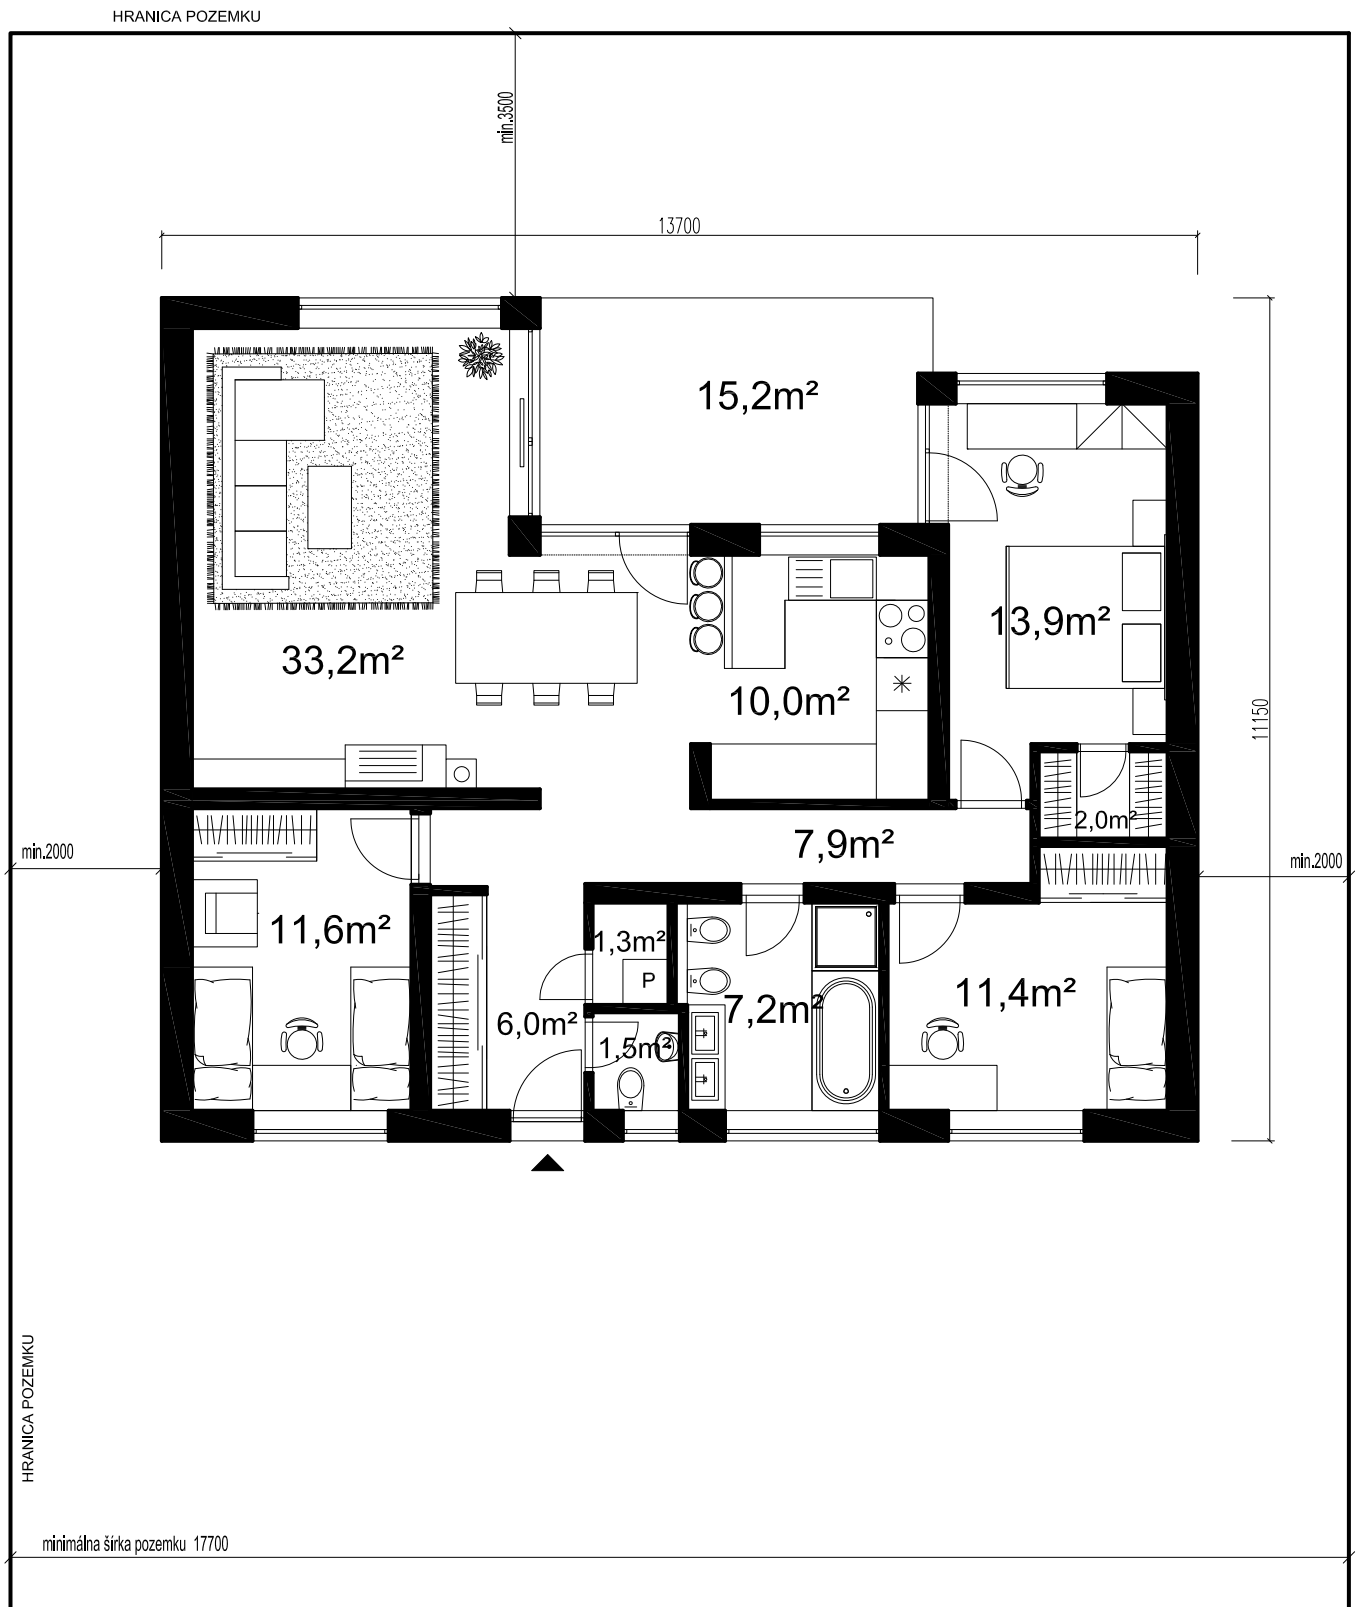 HRANICA POZEMKU
min.3500
13700
15,2m²
13,9m²
33,2m²
10,0m²
11150
2,0m²
7,9m²
min.2000
min.2000
11,6m²
1,3m²
P
11,4m²
7,2m²
6,0m²
1,5m²
HRANICA POZEMKU
minimálna šírka pozemku 17700